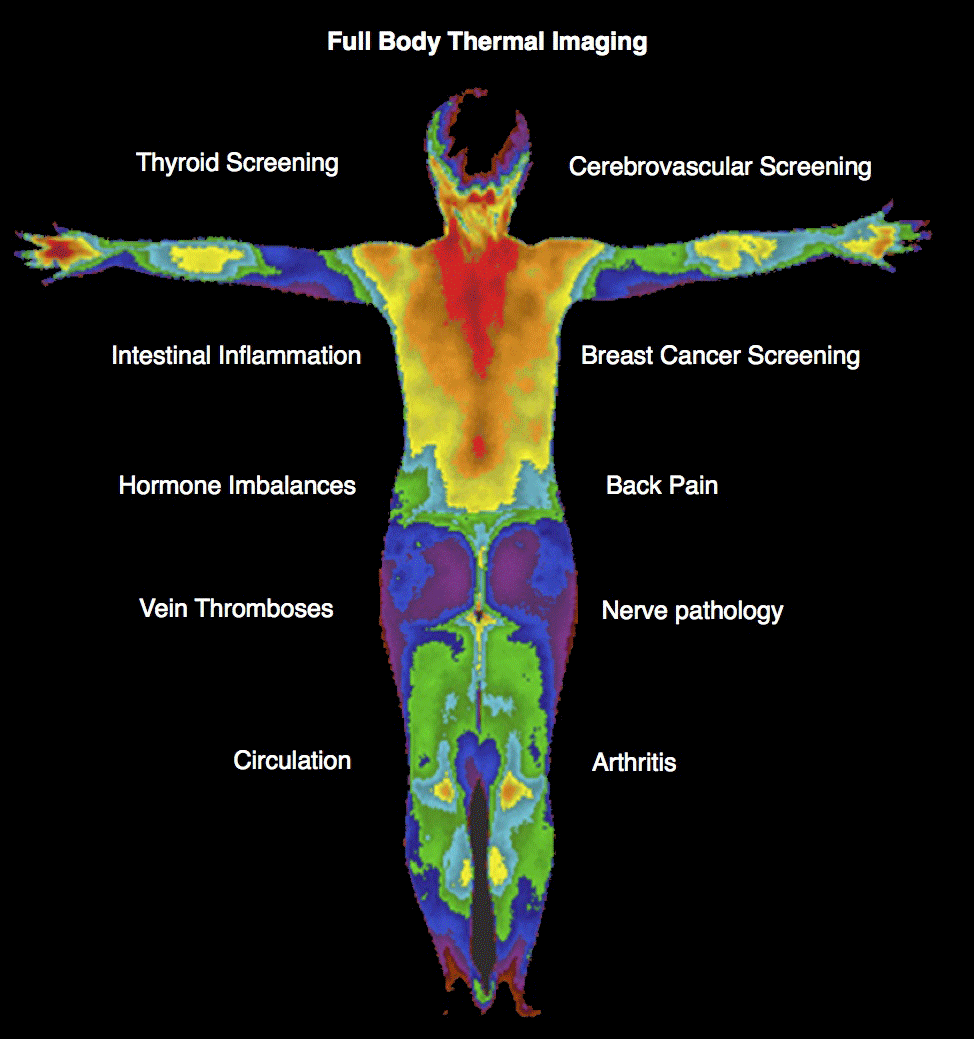 Full Body Thermal Imaging
Thyroid Screening
Cerebrovascular Screening
Intestinal Inflammation
Breast Cancer Screening
Hormone Imbalances
Back Pain
Vein Thromboses
Nerve pathology
Circulation
Arthritis